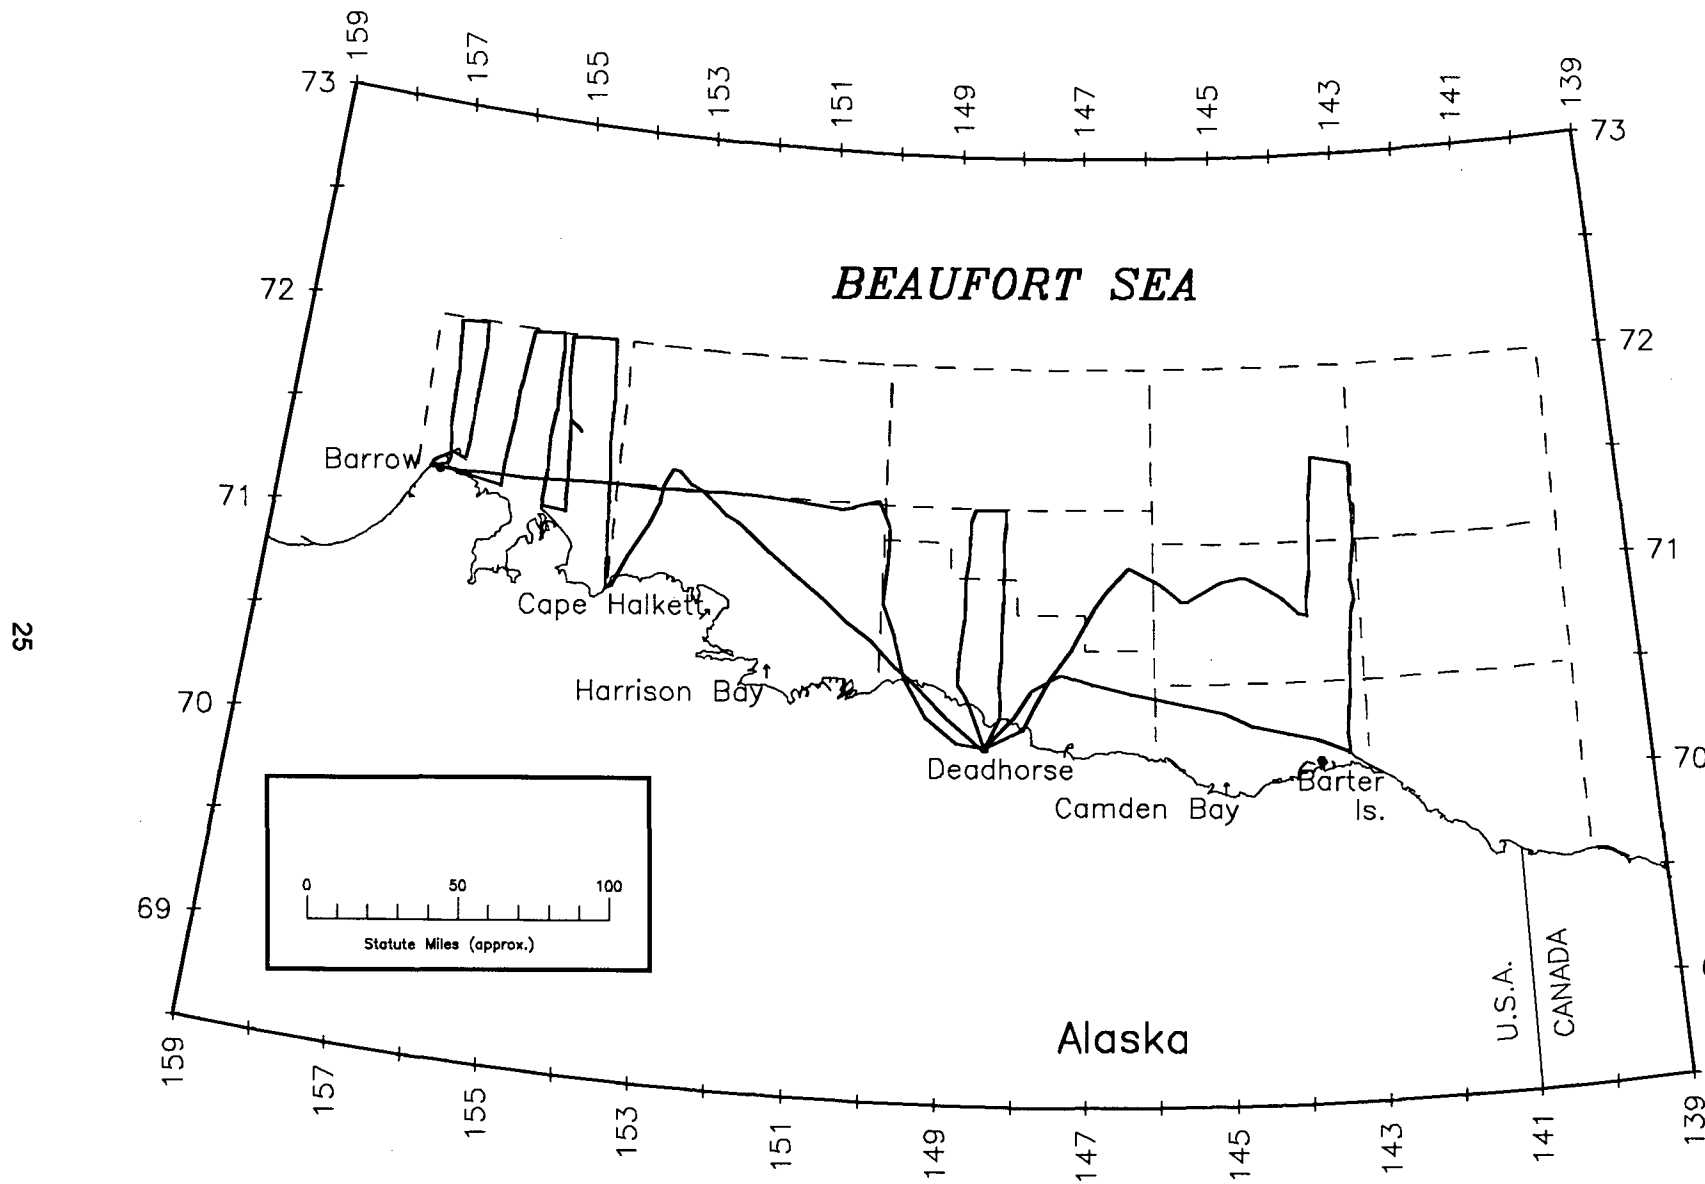 159
157
155
153
151
149
147
145
143
141
139
73
73
72
72
71
71
70
70
69
BEAUFORT SEA
Barrow
Cape Halkett
Harrison Bay
Deadhorse
Camden Bay
Barter
Is.
0 50 100
Statute Miles (approx.)
Alaska
U.S.A.
CANADA
159
157
155
153
151
149
147
145
143
141
139
25